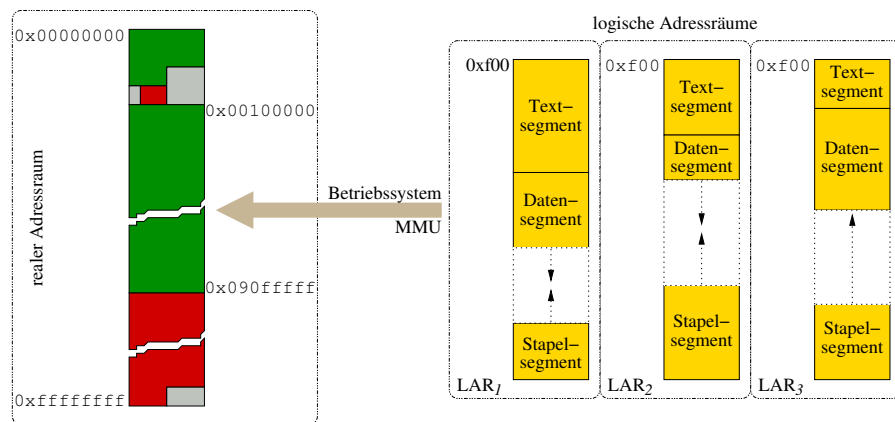 logische Adressräume
0x00000000
0x00100000
0x090fffff
0xffffffff
realer Adressraum
Betriebssystem
MMU
0xf00
Text−
segment
Daten−
segment
Stapel−
segment
LAR1
0xf00
Text−
segment
Daten−
segment
Stapel−
segment
LAR2
0xf00
Text−
segment
Daten−
segment
Stapel−
segment
LAR3